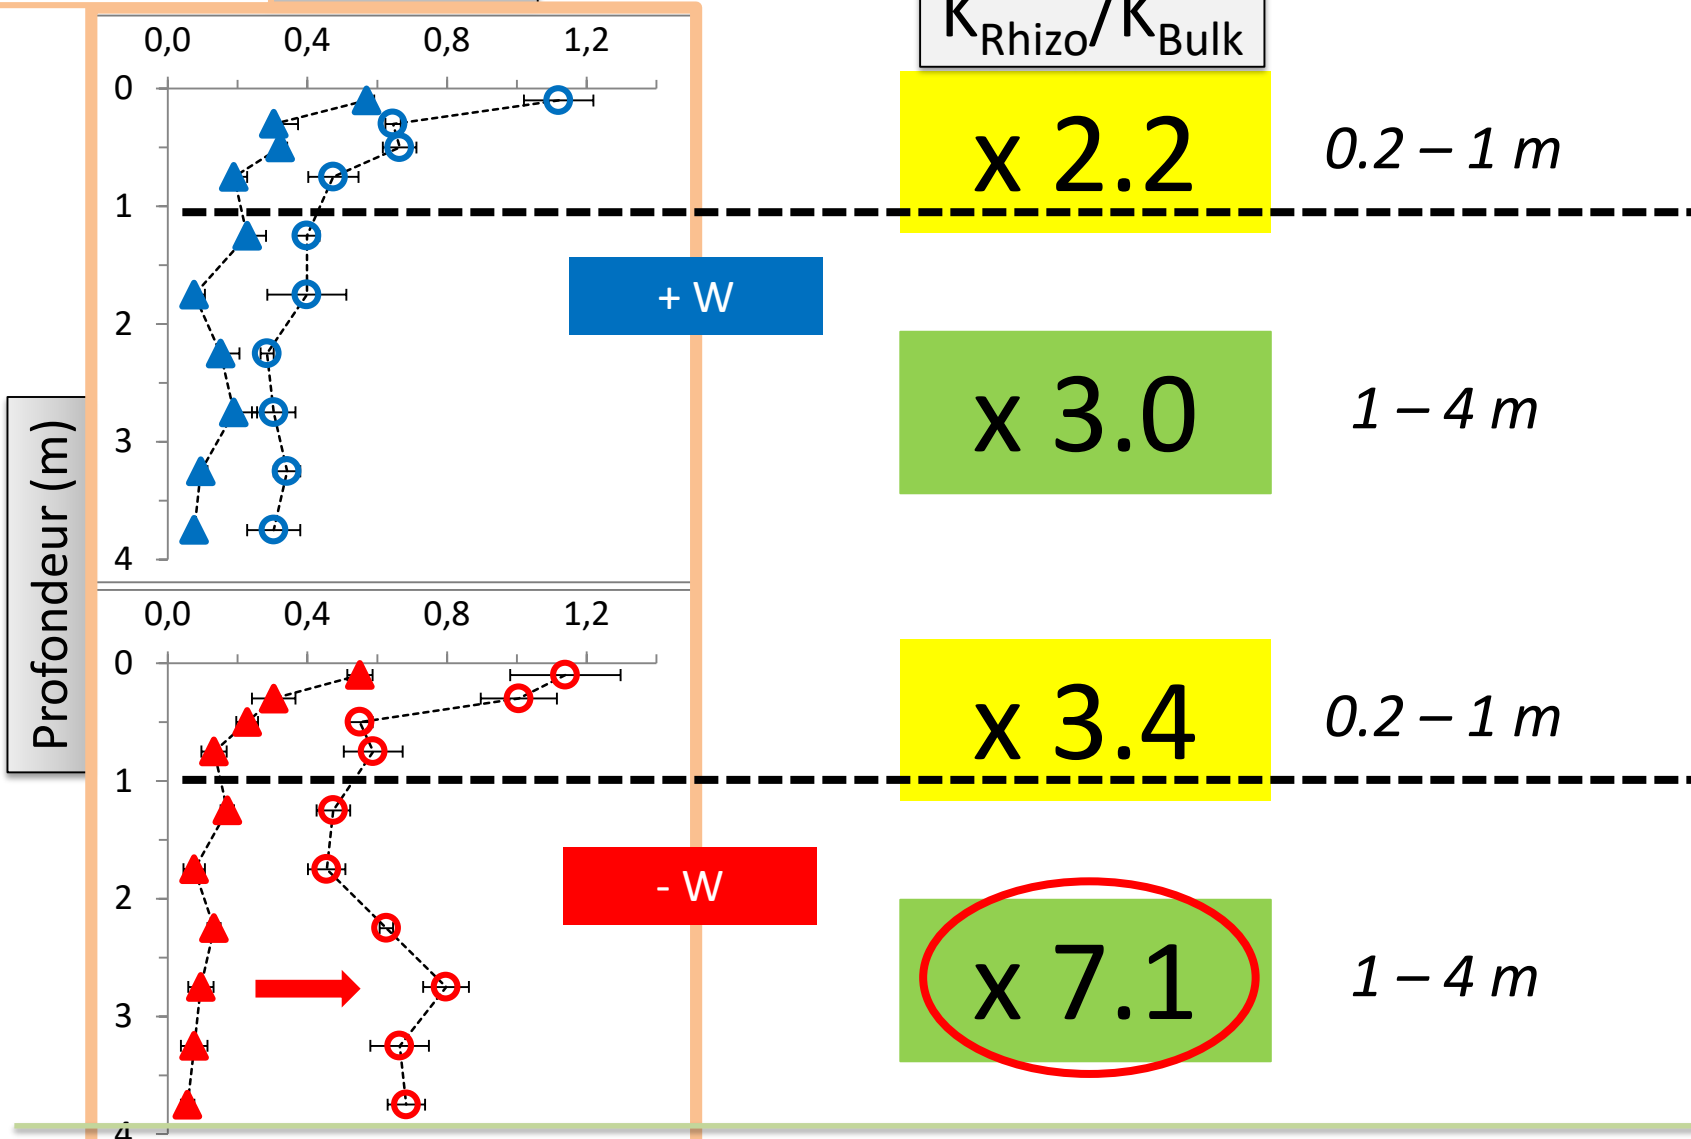 K_Rhizo/K_Bulk
0,0 0,4 0,8 1,2
0
1
2
3
4
x 2.2
0.2 – 1 m
+ W
x 3.0
1 – 4 m
Profondeur (m)
0,0 0,4 0,8 1,2
0
1
2
3
4
x 3.4
0.2 – 1 m
- W
x 7.1
1 – 4 m